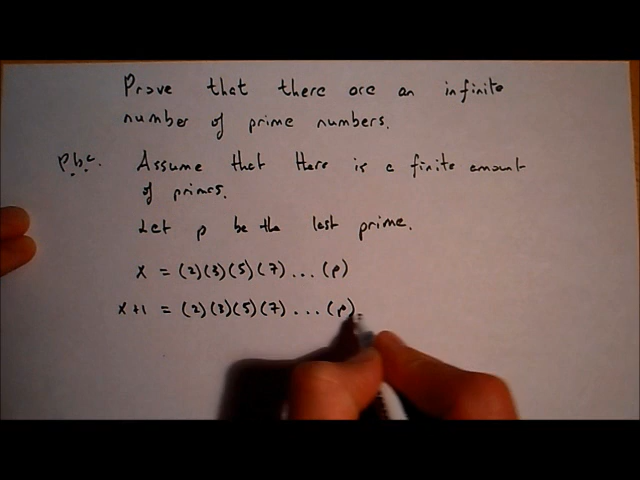 Prove that there are an infinite
number of prime numbers.
P.b.c. Assume that there is a finite amount
of primes.
Let p be the last prime.
x = (2)(3)(5)(7)...(p)
x+1 = (2)(3)(5)(7)...(p)